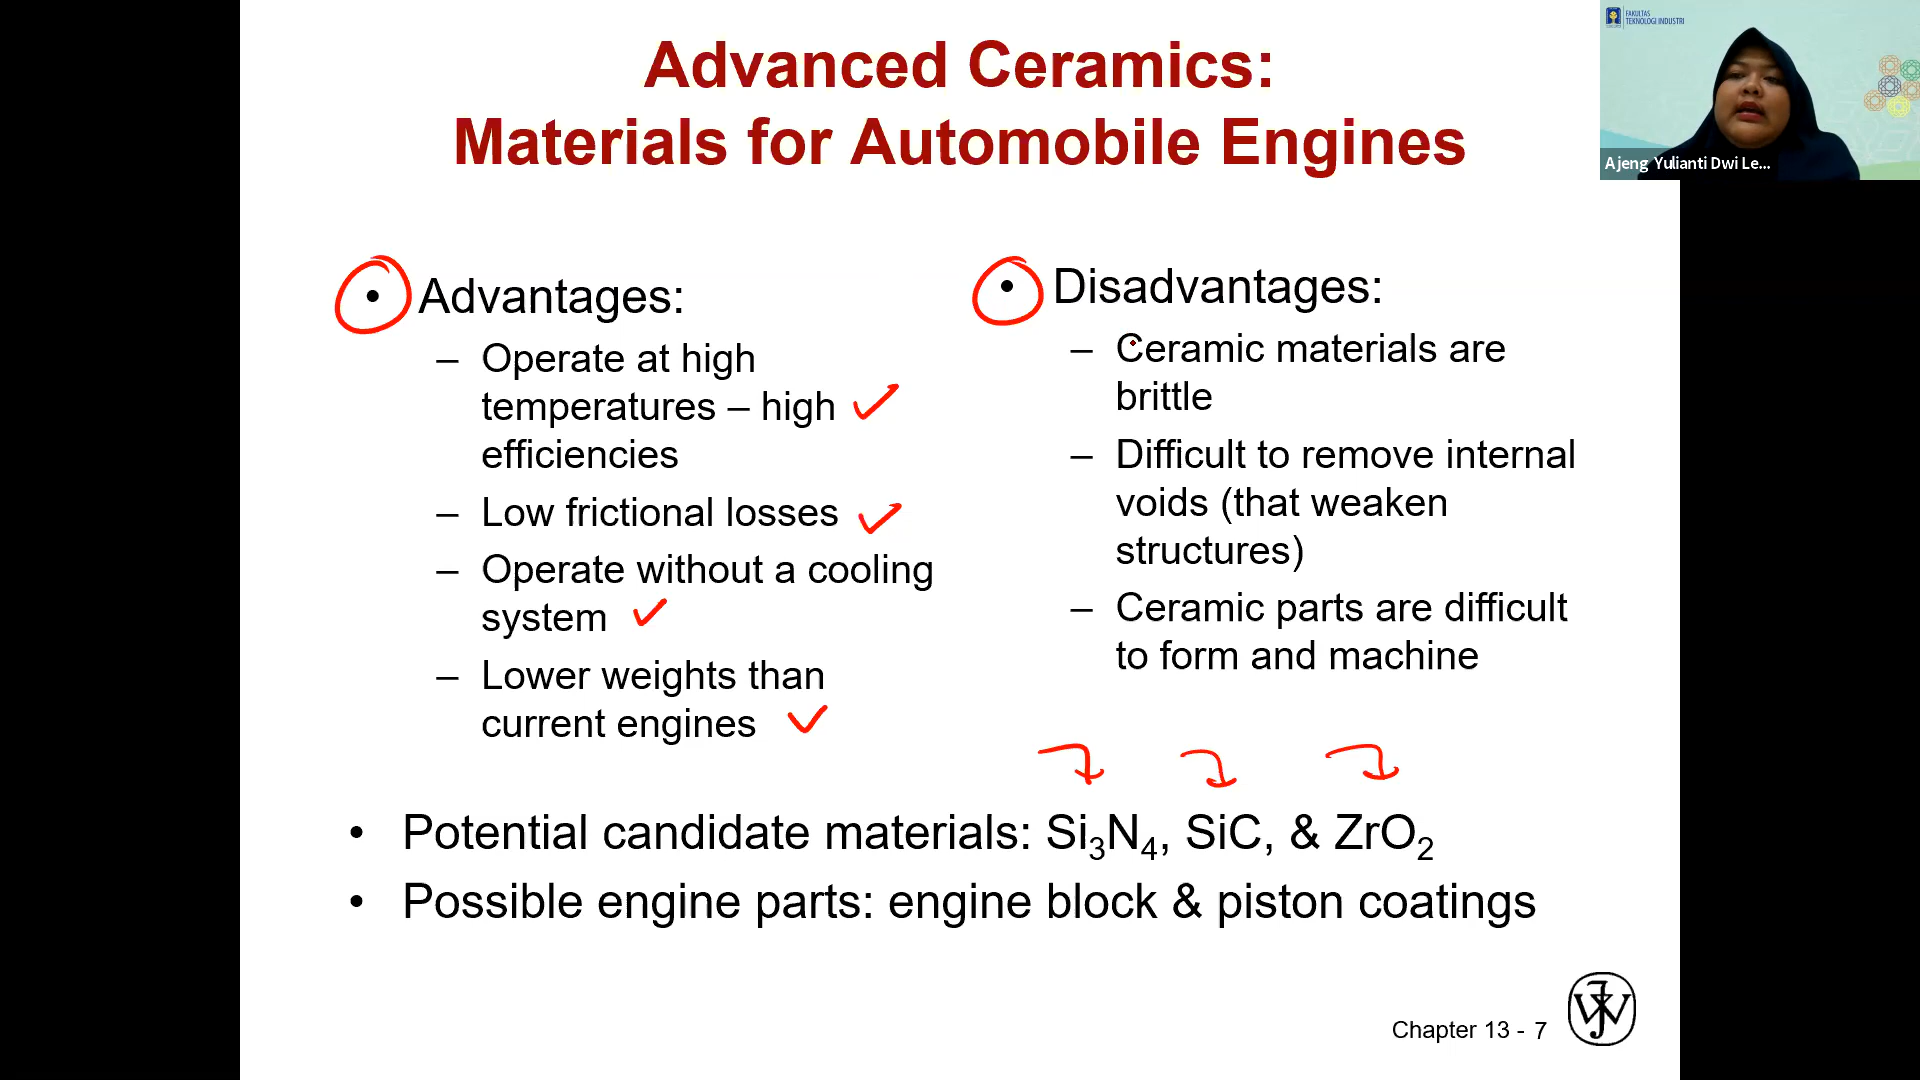 Advanced Ceramics:
Materials for Automobile Engines
FAKULTAS
TEKNOLOGI INDUSTRI
Ajeng Yulianti Dwi Le...
• Advantages:
– Operate at high
temperatures – high
efficiencies
– Low frictional losses
– Operate without a cooling
system
– Lower weights than
current engines
• Disadvantages:
– Ceramic materials are
brittle
– Difficult to remove internal
voids (that weaken
structures)
– Ceramic parts are difficult
to form and machine
• Potential candidate materials: Si₃N₄, SiC, & ZrO₂
• Possible engine parts: engine block & piston coatings
Chapter 13 - 7